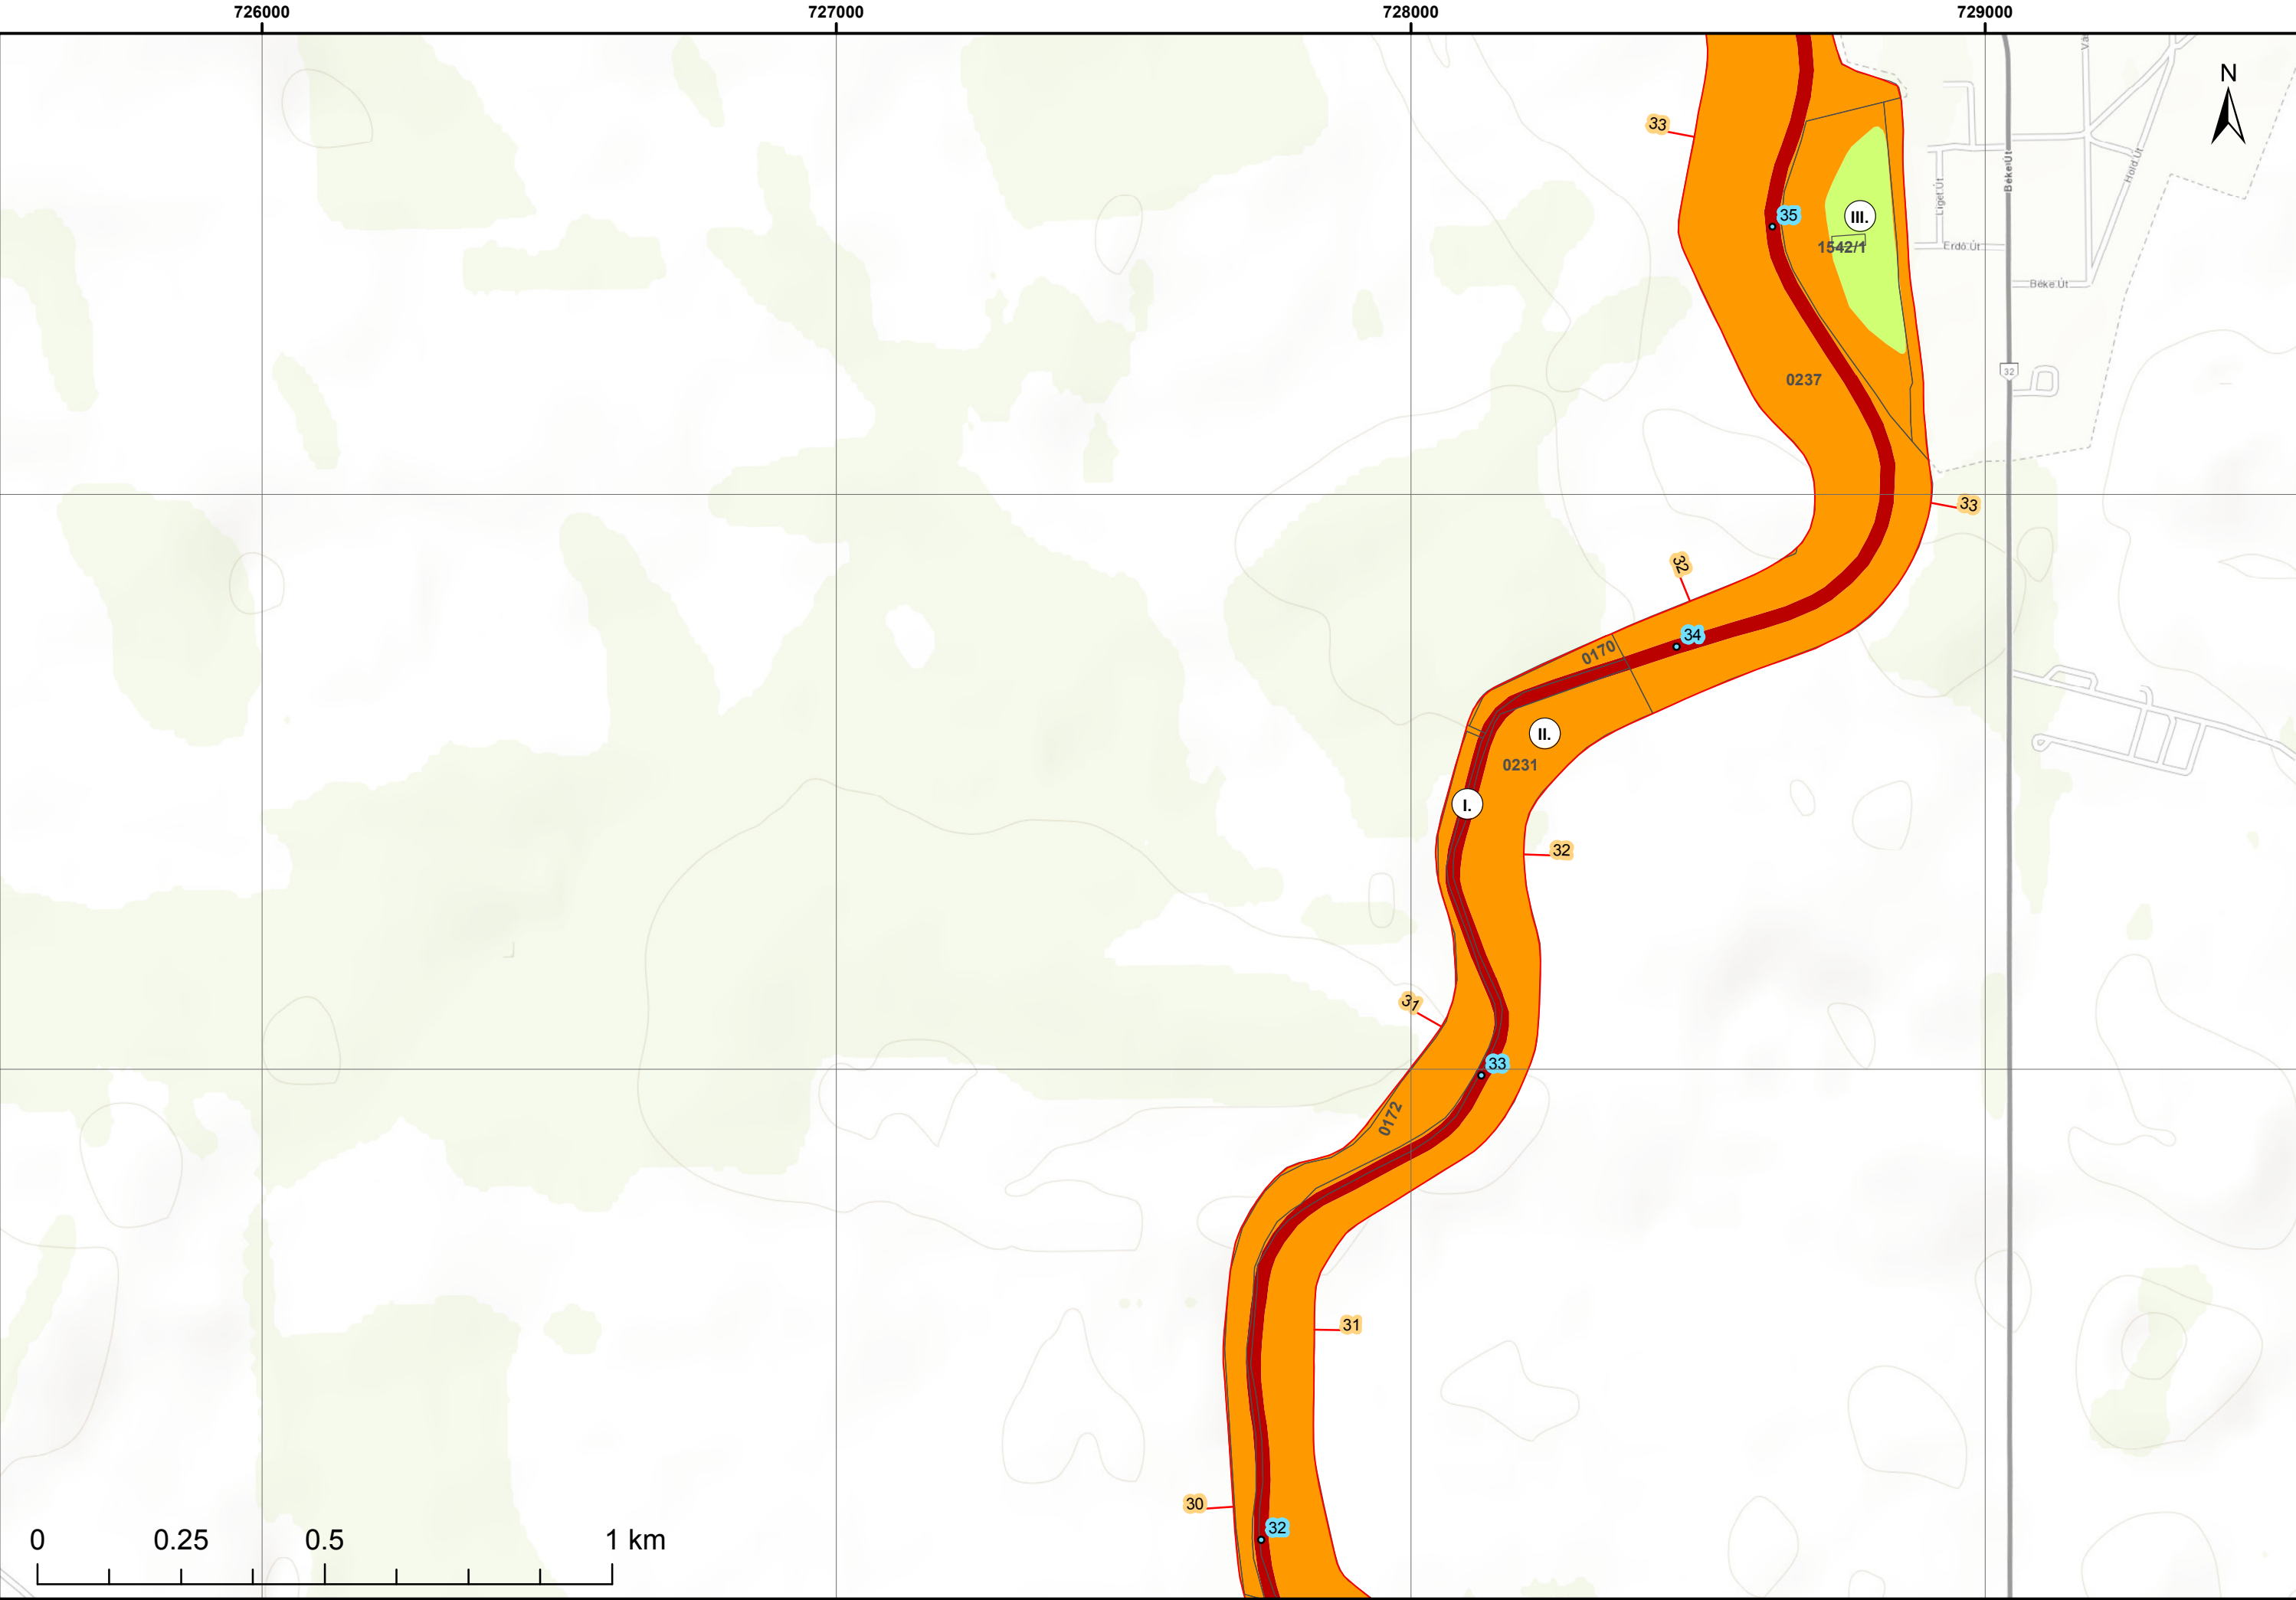 726000
727000
728000
729000
N
33
Vá
Hold Út
Béke Út
Liget Út
35
III.
1542/1
Erdő Út
Béke Út
32
0237
33
32
34
0170
II.
0231
I.
32
31
33
0172
31
30
32
0
0.25
0.5
1 km